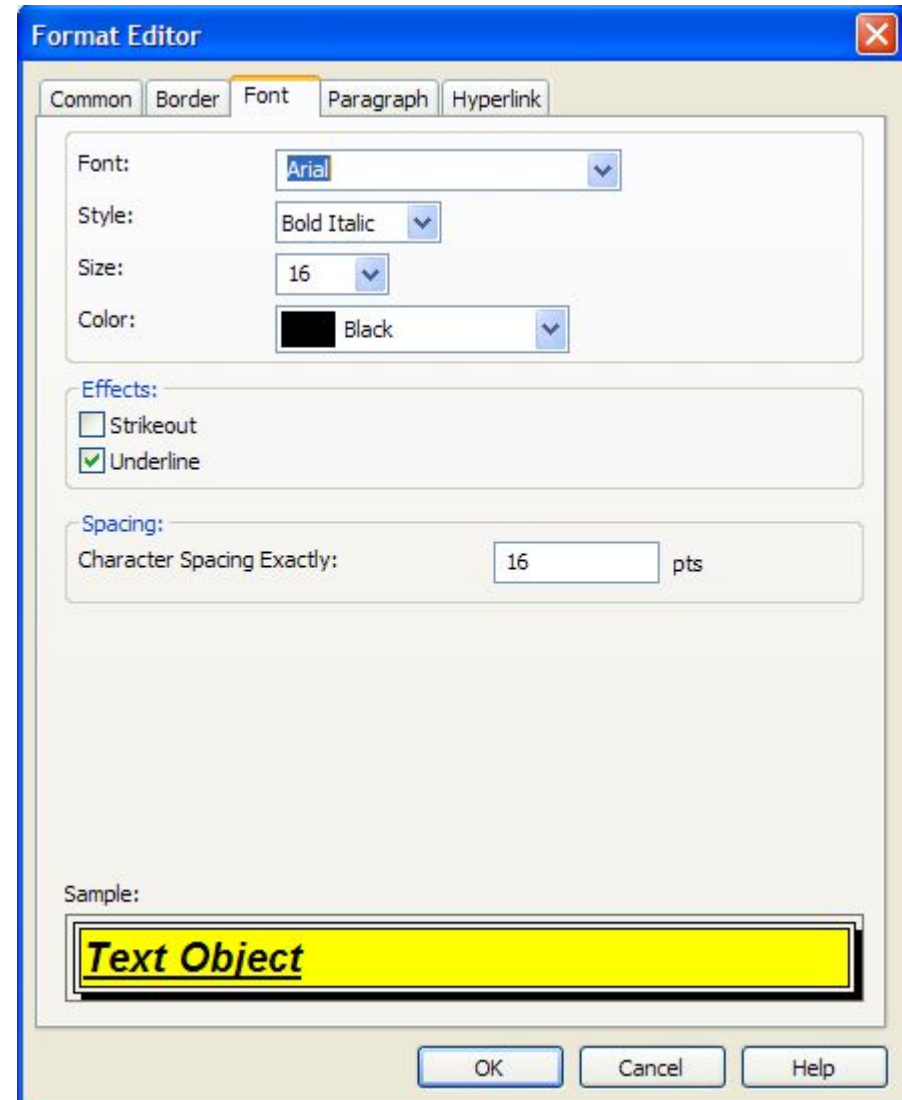 Format Editor
Common Border Font Paragraph Hyperlink
Font: Arial
Style: Bold Italic
Size: 16
Color: Black
Effects:
Strikeout
Underline
Spacing:
Character Spacing Exactly: 16 pts
Sample:
Text Object
OK Cancel Help